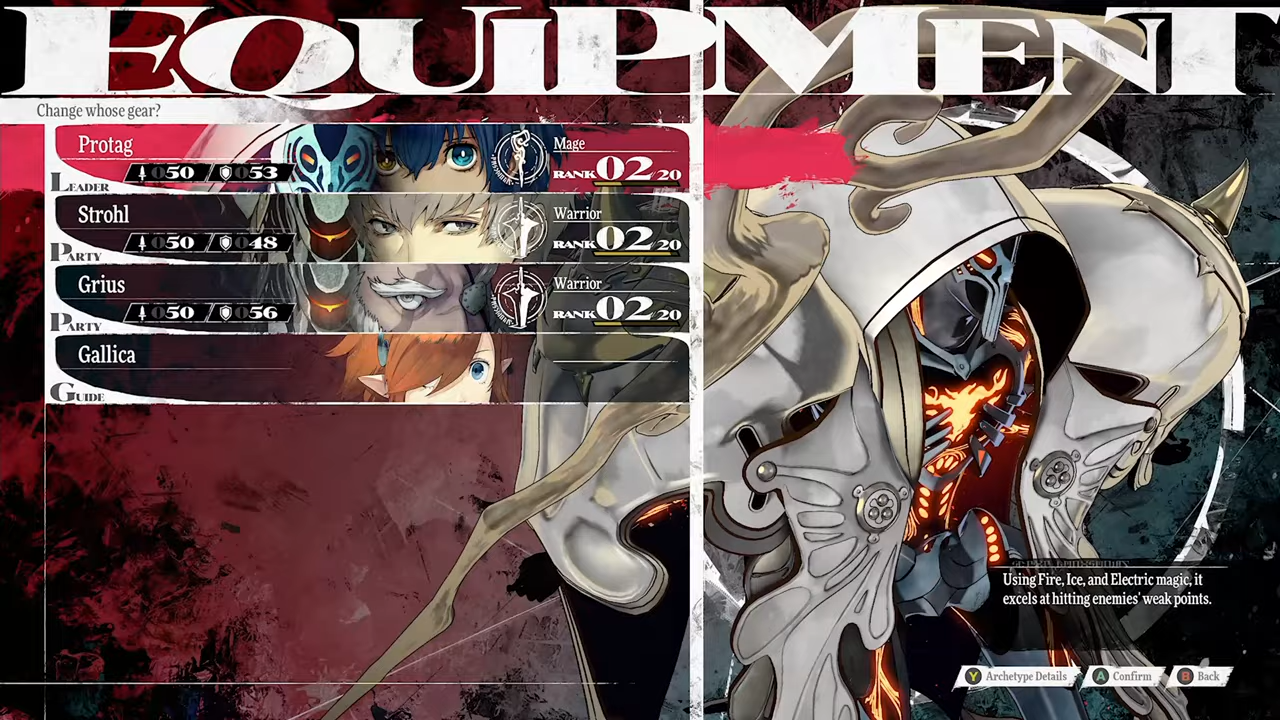 EQUIPMENT
Change whose gear?
Protag
050 053
LEADER
Mage
RANK 02/20
Strohl
050 048
PARTY
Warrior
RANK 02/20
Grius
050 056
PARTY
Warrior
RANK 02/20
Gallica
GUIDE
Using Fire, Ice, and Electric magic, it
excels at hitting enemies' weak points.
Y Archetype Details A Confirm B Back